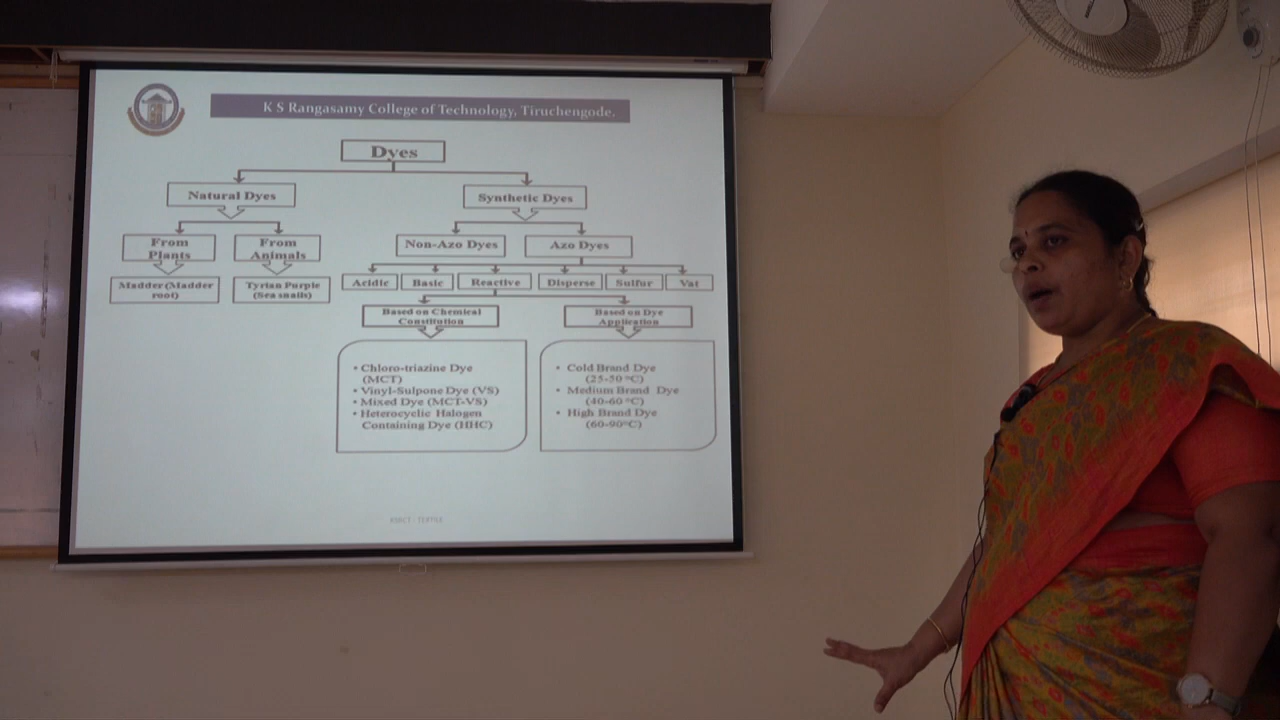 K S Rangasamy College of Technology, Tiruchengode.
Dyes
Natural Dyes
Synthetic Dyes
From
Plants
From
Animals
Non-Azo Dyes
Azo Dyes
Madder (Madder
root)
Tyrian Purple
(Sea snails)
Acidic
Basic
Reactive
Disperse
Sulfur
Vat
Based on Chemical
Constitution
Based on Dye
Application
• Chloro-triazine Dye
(MCT)
• Vinyl-Sulpone Dye (VS)
• Mixed Dye (MCT-VS)
• Heterocyclic Halogen
Containing Dye (HHC)
• Cold Brand Dye
(25-50 °C)
• Medium Brand Dye
(40-60 °C)
• High Brand Dye
(60-90°C)